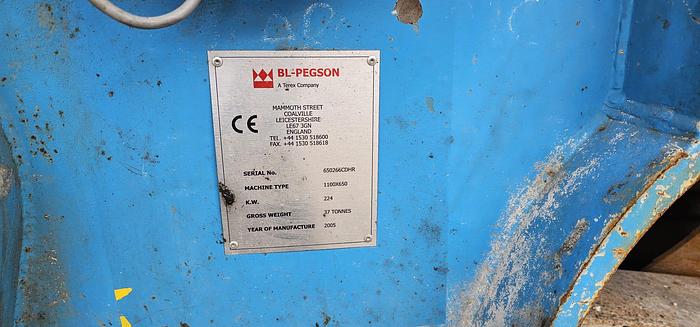 BL-PEGSON
A Terex Company
MAMMOTH STREET
COALVILLE
LEICESTERSHIRE
LE67 3GN
ENGLAND
TEL. +44 1530 518600
FAX. +44 1530 518618
CE
SERIAL No. 650266CDHR
MACHINE TYPE 1100X650
K.W. 224
GROSS WEIGHT 37 TONNES
YEAR OF MANUFACTURE 2005